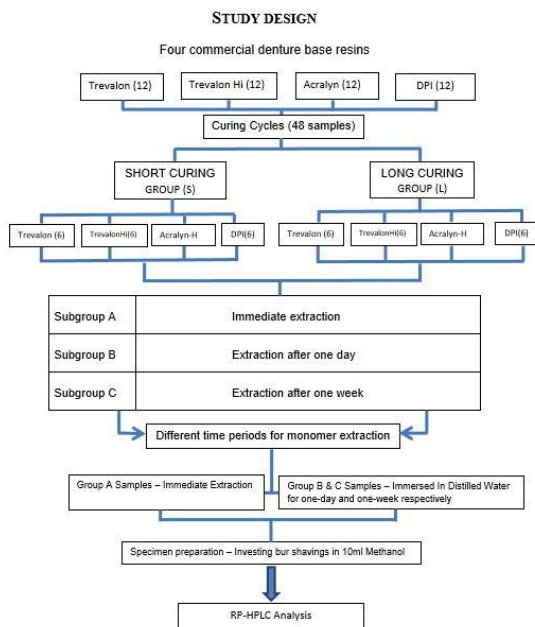 STUDY DESIGN
Four commercial denture base resins
Trevalon (12)
Trevalon Hi (12)
Acralyn (12)
DPI (12)
Curing Cycles (48 samples)
SHORT CURING
GROUP (S)
LONG CURING
GROUP (L)
Trevalon (6)
TrevalonHi(6)
Acralyn-H
DPI(6)
Trevalon (6)
TrevalonHi(6)
Acralyn-H
DPI(6)
Subgroup A
Immediate extraction
Subgroup B
Extraction after one day
Subgroup C
Extraction after one week
Different time periods for monomer extraction
Group A Samples – Immediate Extraction
Group B & C Samples – Immersed In Distilled Water
for one-day and one-week respectively
Specimen preparation – Investing bur shavings in 10ml Methanol
RP-HPLC Analysis